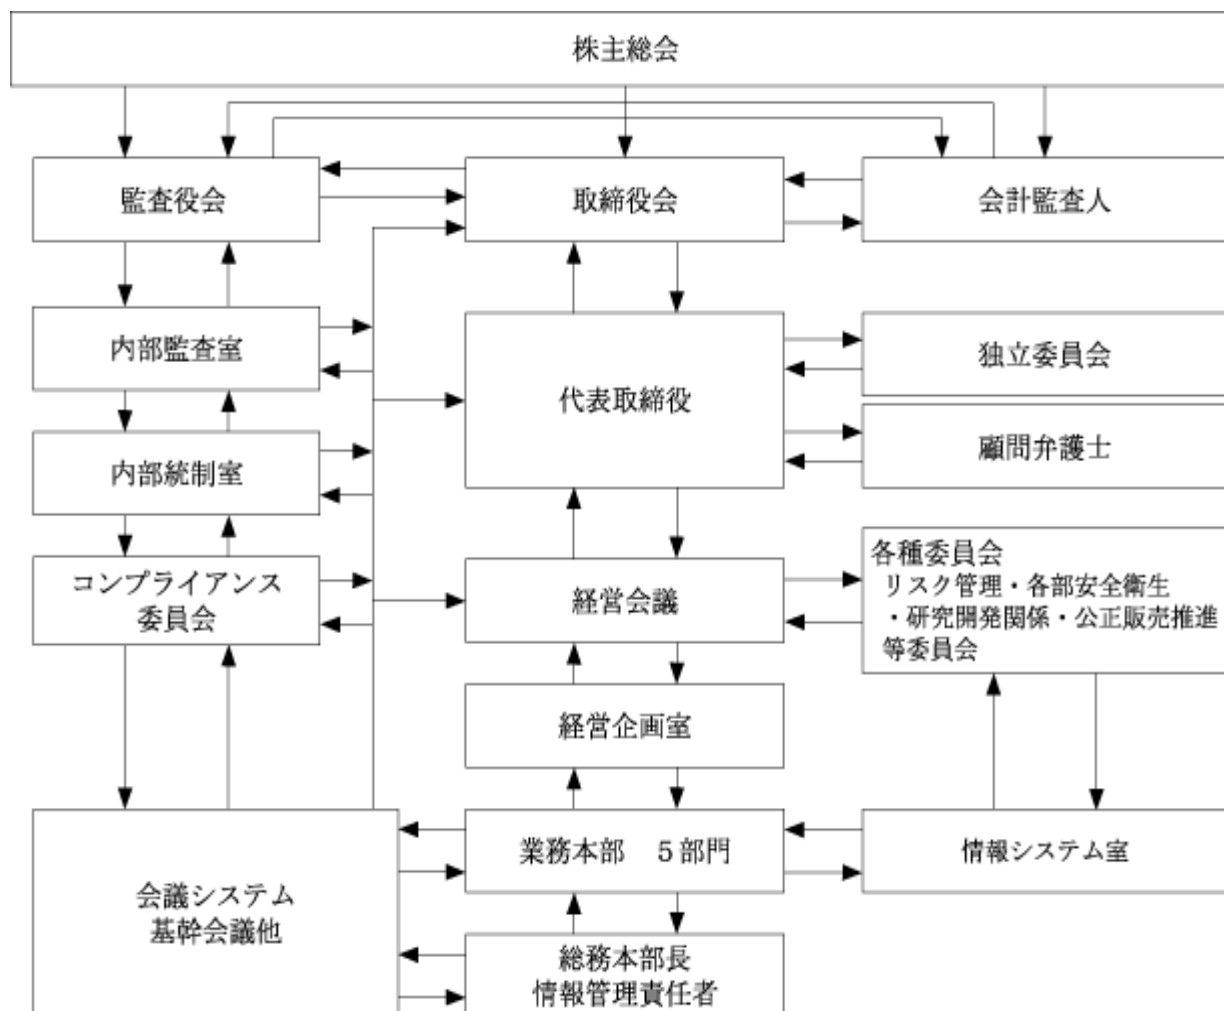 株主総会
監査役会
取締役会
会計監査人
内部監査室
代表取締役
独立委員会
顧問弁護士
内部統制室
コンプライアンス
委員会
経営会議
各種委員会
リスク管理・各部安全衛生
・研究開発関係・公正販売推進
等委員会
経営企画室
業務本部　５部門
情報システム室
会議システム
基幹会議他
総務本部長
情報管理責任者